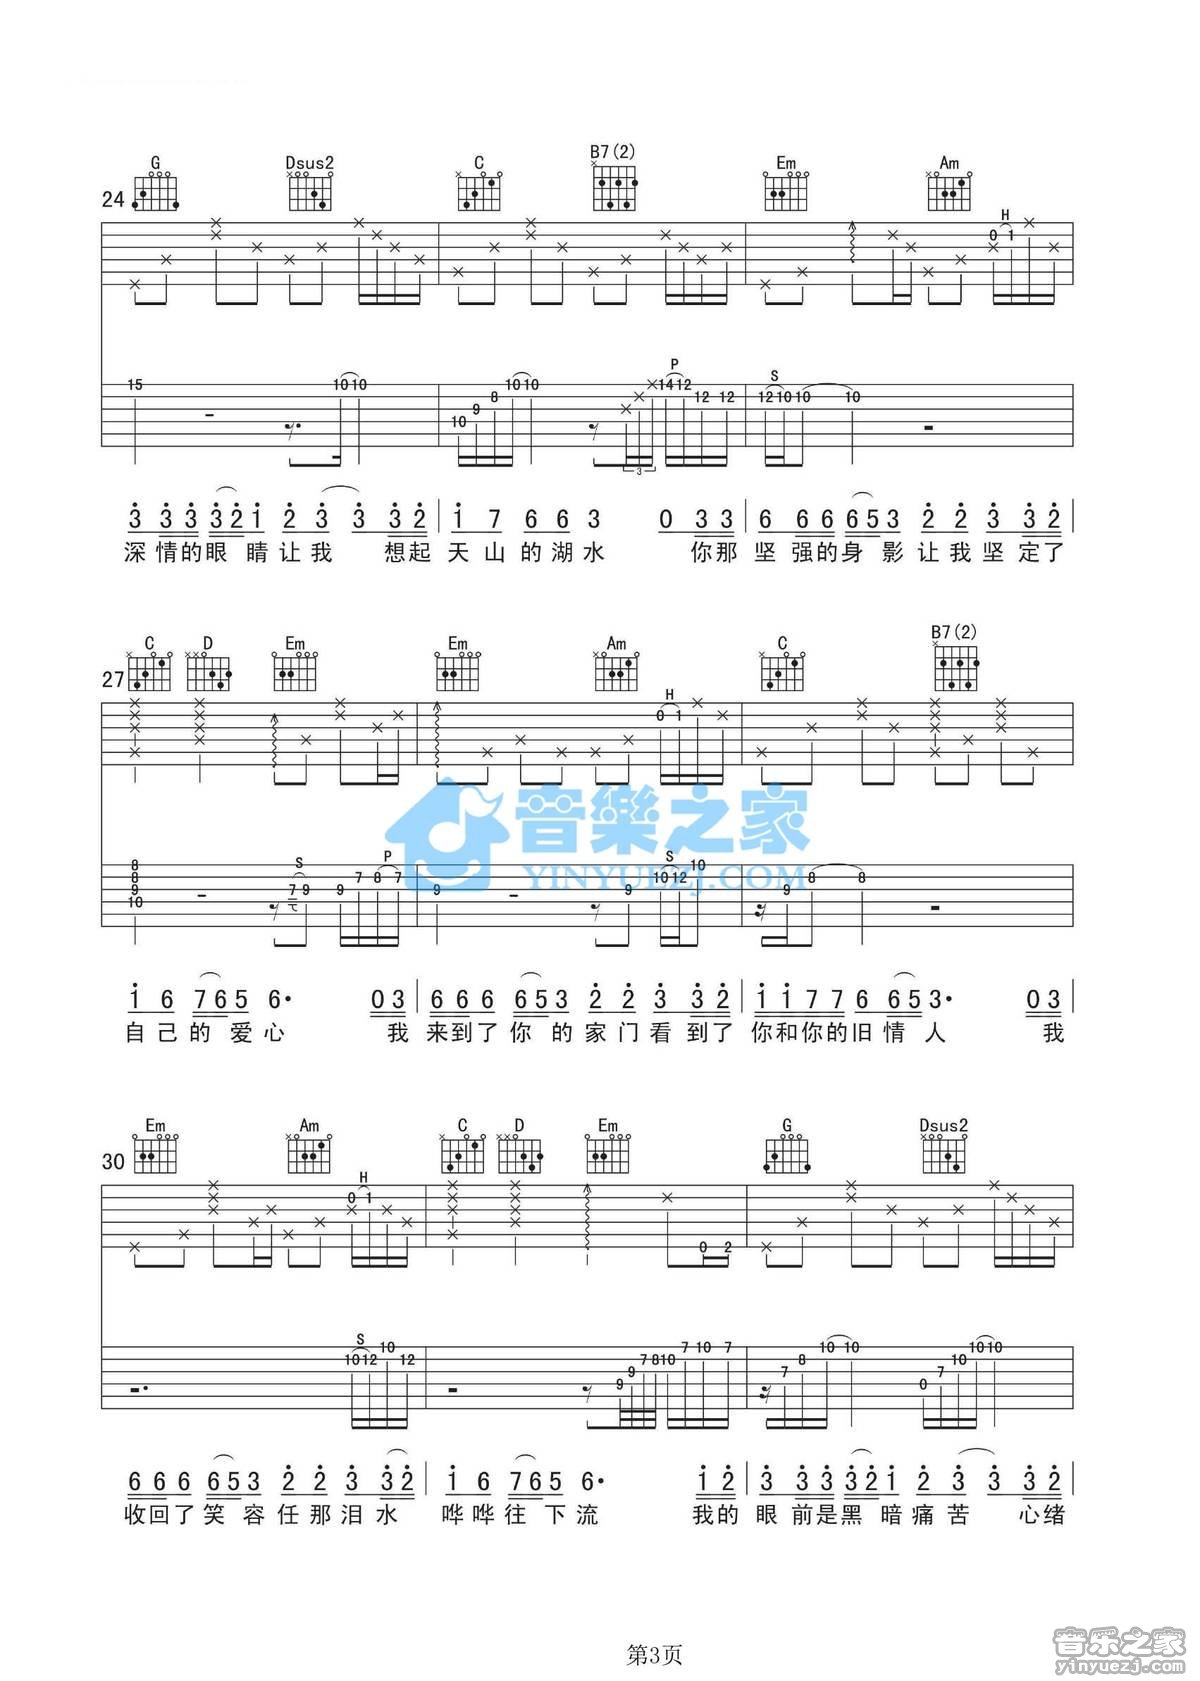 G Dsus2 C B7(2) Em Am
24
H
0 1
P
S
15 10 10 10 9 8 10 10 14 12 12 12 12 10 10 10
3
3 3 3 3 2 1 2 3 3 3 2 1 7 6 6 3 0 3 3 6 6 6 6 5 3 2 2 3 3 2
深情的眼睛让我 想起天山的湖水 你那坚强的身影让我坚定了
C D Em Em Am C B7(2)
27
H
0 1
音樂之家
YINYUEZJ.COM
S P S
8 8 9 10 7 9 9 7 8 7 9 9 10 12 10 9 8 8
1 6 7 6 5 6· 0 3 6 6 6 6 5 3 2 2 3 3 2 1 1 7 7 6 6 5 3· 0 3
自己的爱心 我来到了你的家门看到了你和你的旧情人 我
Em Am C D Em G Dsus2
30
H
0 1
0 2
S
10 12 10 12 9 9 7 8 10 7 10 7 7 8 10 10 0 7 10 10 10
6 6 6 6 5 3 2 2 3 3 2 1 6 7 6 5 6· 1 2 3 3 3 3 2 1 2 3 3 3 2
收回了笑容任那泪水哗哗往下流 我的眼前是黑暗痛苦 心绪
第3页
音乐之家
yinyuezj.com